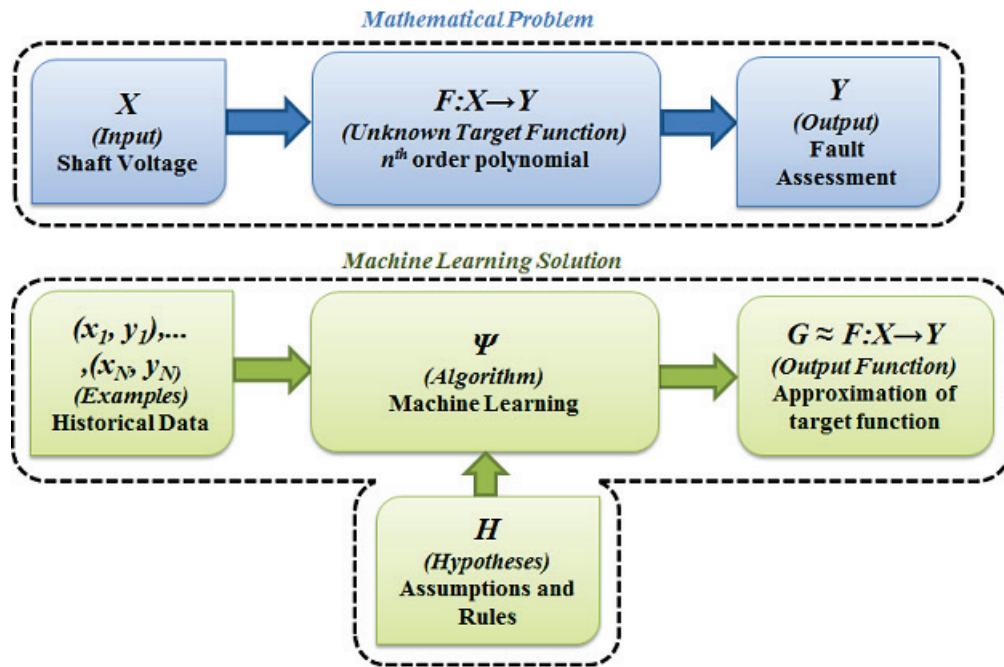 Mathematical Problem
X
(Input)
Shaft Voltage
F:X→Y
(Unknown Target Function)
nth order polynomial
Y
(Output)
Fault
Assessment
Machine Learning Solution
(x1, y1),...
,(xN, yN)
(Examples)
Historical Data
Ψ
(Algorithm)
Machine Learning
G ≈ F:X→Y
(Output Function)
Approximation of
target function
H
(Hypotheses)
Assumptions and
Rules